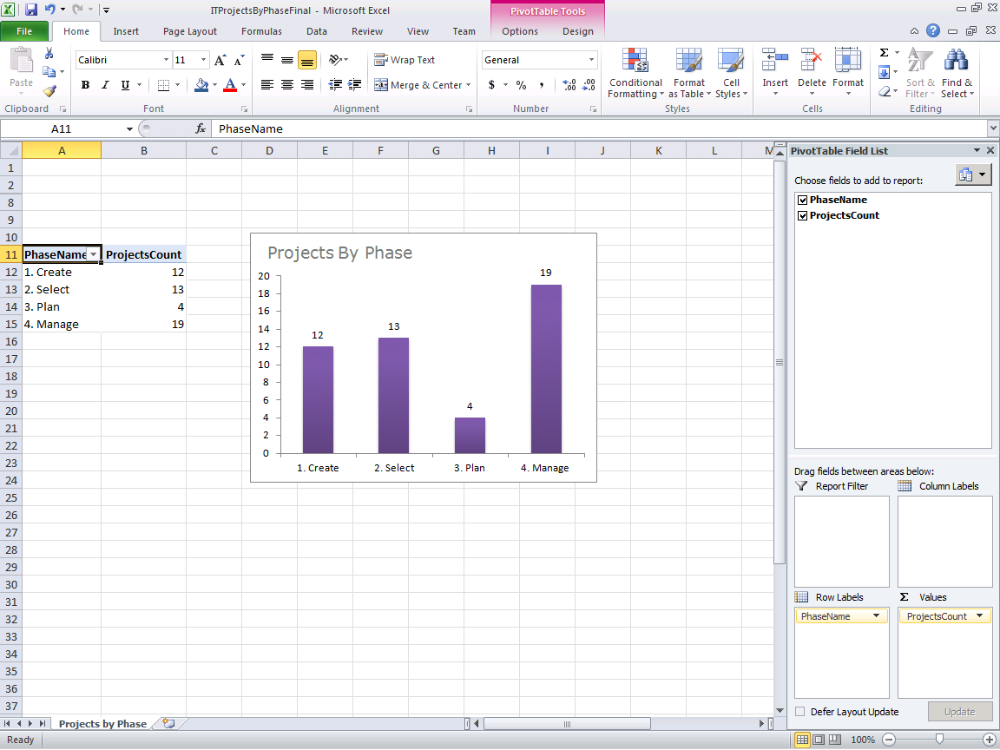 ITProjectsByPhaseFinal - Microsoft Excel
PivotTable Tools
File Home Insert Page Layout Formulas Data Review View Team Options Design
Paste
Calibri 11
B I U
Wrap Text
Merge & Center
General
$ % ,
Conditional Formatting
Format as Table
Cell Styles
Insert
Delete
Format
Σ
Sort & Filter
Find & Select
Clipboard Font Alignment Number Styles Cells Editing
A11 fx PhaseName
A B C D E F G H I J K L M
1
2
8
9
10
11 PhaseName ProjectsCount
12 1. Create 12
13 2. Select 13
14 3. Plan 4
15 4. Manage 19
16
17
18
19
20
21
22
23
24
25
26
27
28
29
30
31
32
33
34
35
36
37
Projects By Phase
20
18
16
14
12
10
8
6
4
2
0
12
13
4
19
1. Create 2. Select 3. Plan 4. Manage
PivotTable Field List
Choose fields to add to report:
PhaseName
ProjectsCount
Drag fields between areas below:
Report Filter Column Labels
Row Labels Σ Values
PhaseName ProjectsCount
Defer Layout Update Update
Projects by Phase
Ready 100%